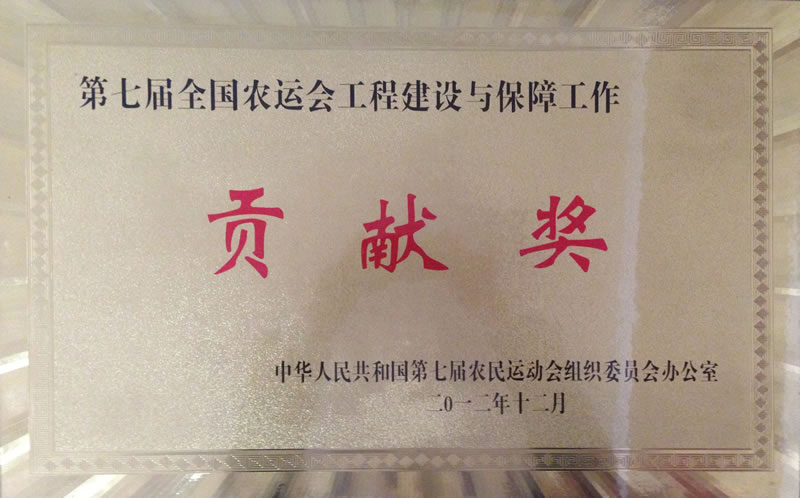 第七届全国农运会工程建设与保障工作
贡献奖
中华人民共和国第七届农民运动会组织委员会办公室
二0一二年十二月